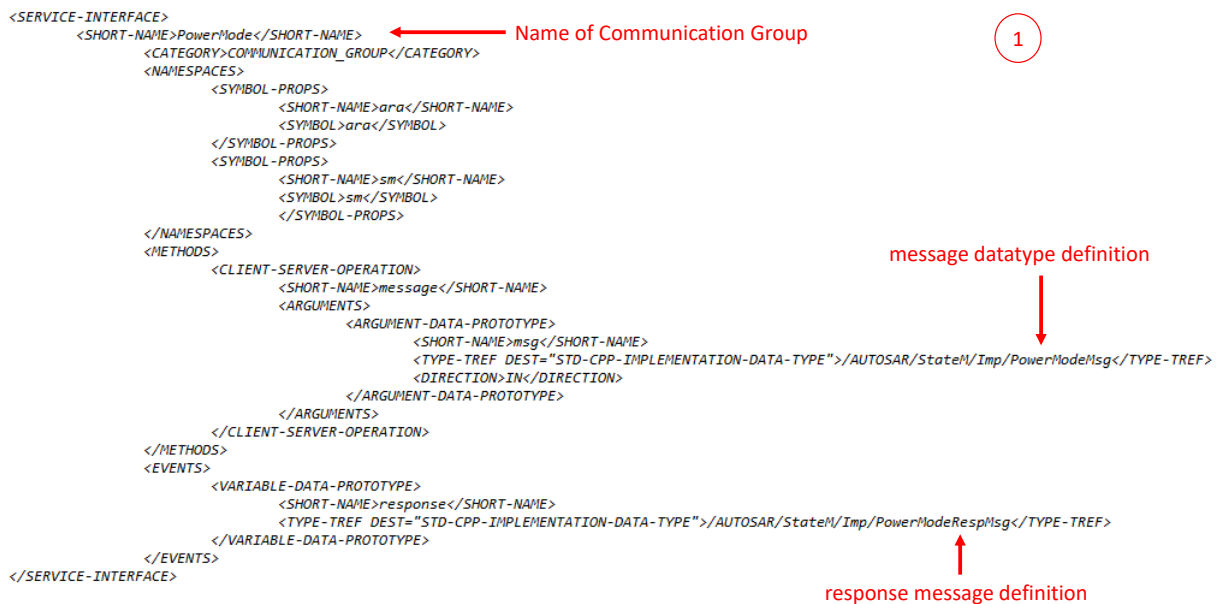 <SERVICE-INTERFACE>
<SHORT-NAME>PowerMode</SHORT-NAME> Name of Communication Group 1
<CATEGORY>COMMUNICATION_GROUP</CATEGORY>
<NAMESPACES>
<SYMBOL-PROPS>
<SHORT-NAME>ara</SHORT-NAME>
<SYMBOL>ara</SYMBOL>
</SYMBOL-PROPS>
<SYMBOL-PROPS>
<SHORT-NAME>sm</SHORT-NAME>
<SYMBOL>sm</SYMBOL>
</SYMBOL-PROPS>
</NAMESPACES>
<METHODS>
message datatype definition
<CLIENT-SERVER-OPERATION>
<SHORT-NAME>message</SHORT-NAME>
<ARGUMENTS>
<ARGUMENT-DATA-PROTOTYPE>
<SHORT-NAME>msg</SHORT-NAME>
<TYPE-TREF DEST="STD-CPP-IMPLEMENTATION-DATA-TYPE">/AUTOSAR/StateM/Imp/PowerModeMsg</TYPE-TREF>
<DIRECTION>IN</DIRECTION>
</ARGUMENT-DATA-PROTOTYPE>
</ARGUMENTS>
</CLIENT-SERVER-OPERATION>
</METHODS>
<EVENTS>
<VARIABLE-DATA-PROTOTYPE>
<SHORT-NAME>response</SHORT-NAME>
<TYPE-TREF DEST="STD-CPP-IMPLEMENTATION-DATA-TYPE">/AUTOSAR/StateM/Imp/PowerModeRespMsg</TYPE-TREF>
</VARIABLE-DATA-PROTOTYPE>
</EVENTS>
</SERVICE-INTERFACE>
response message definition